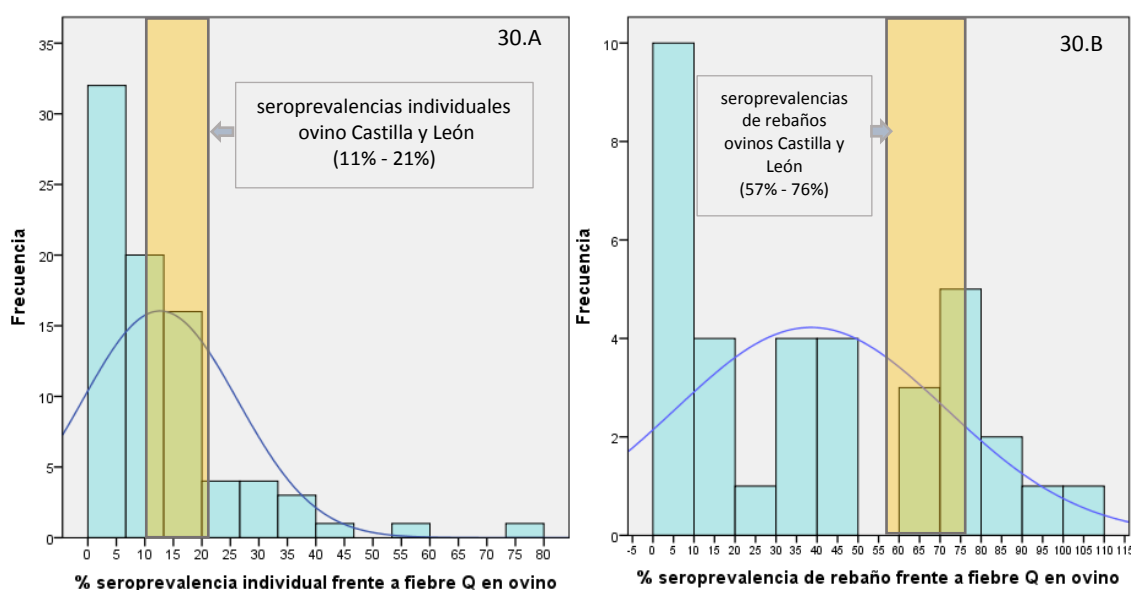 30.A
seroprevalencias individuales
ovino Castilla y León
(11% - 21%)
Frecuencia
35
30
25
20
15
10
5
0
0 5 10 15 20 25 30 35 40 45 50 55 60 65 70 75 80
% seroprevalencia individual frente a fiebre Q en ovino
30.B
seroprevalencias
de rebaños
ovinos Castilla y
León
(57% - 76%)
Frecuencia
10
8
6
4
2
0
-5 0 5 10 15 20 25 30 35 40 45 50 55 60 65 70 75 80 85 90 95 100 105 110 115
% seroprevalencia de rebaño frente a fiebre Q en ovino